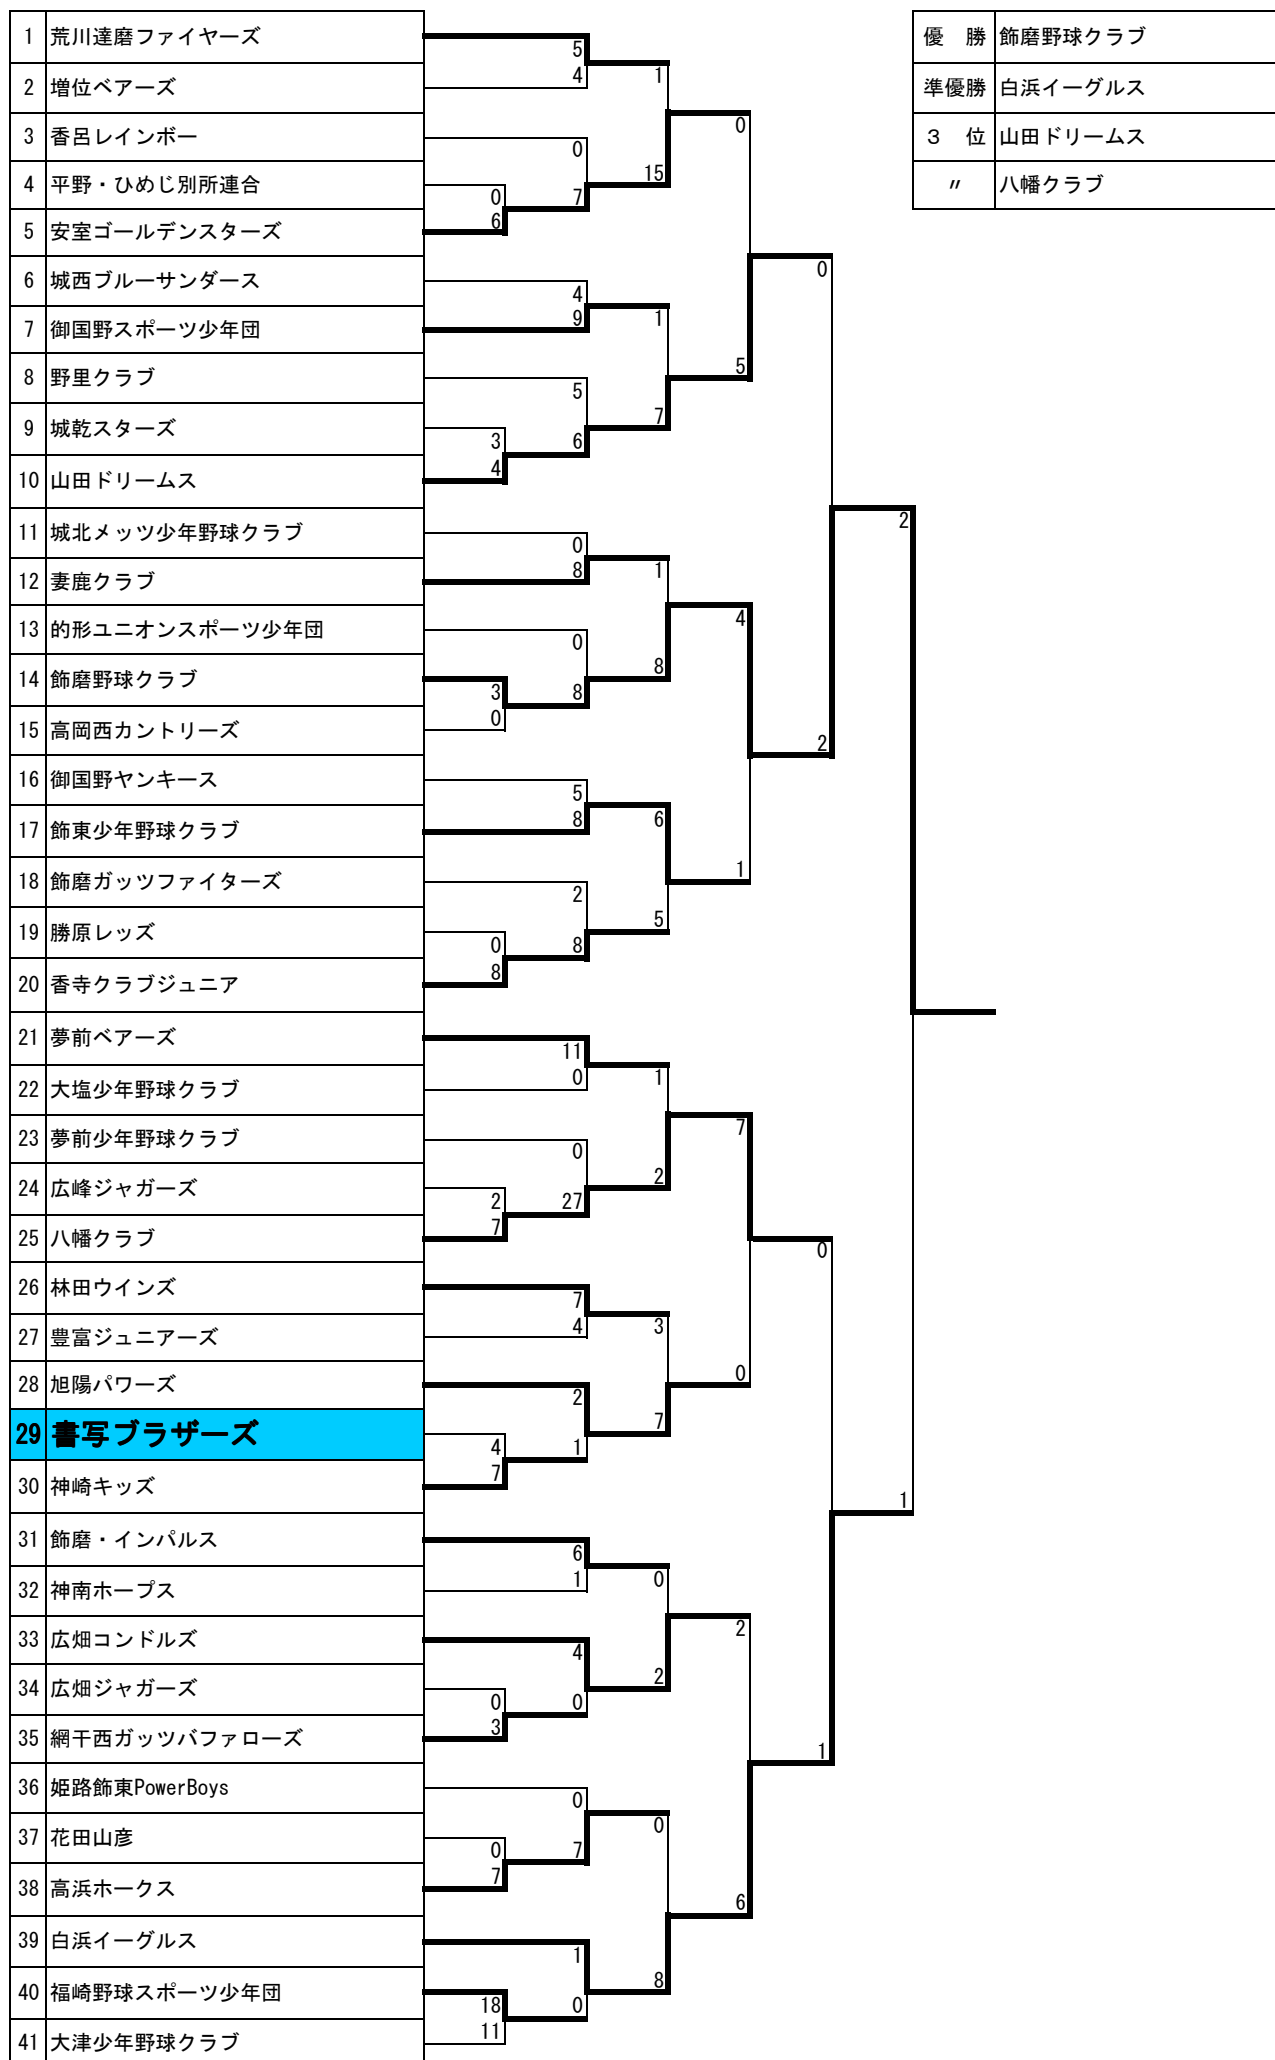 1 荒川達磨ファイヤーズ
2 増位ベアーズ
3 香呂レインボー
4 平野・ひめじ別所連合
5 安室ゴールデンスターズ
6 城西ブルーサンダース
7 御国野スポーツ少年団
8 野里クラブ
9 城乾スターズ
10 山田ドリームス
11 城北メッツ少年野球クラブ
12 妻鹿クラブ
13 的形ユニオンスポーツ少年団
14 飾磨野球クラブ
15 高岡西カントリーズ
16 御国野ヤンキース
17 飾東少年野球クラブ
18 飾磨ガッツファイターズ
19 勝原レッズ
20 香寺クラブジュニア
21 夢前ベアーズ
22 大塩少年野球クラブ
23 夢前少年野球クラブ
24 広峰ジャガーズ
25 八幡クラブ
26 林田ウインズ
27 豊富ジュニアーズ
28 旭陽パワーズ
29 書写ブラザーズ
30 神崎キッズ
31 飾磨・インパルス
32 神南ホープス
33 広畑コンドルズ
34 広畑ジャガーズ
35 網干西ガッツバファローズ
36 姫路飾東PowerBoys
37 花田山彦
38 高浜ホークス
39 白浜イーグルス
40 福崎野球スポーツ少年団
41 大津少年野球クラブ
0
6
3
4
3
0
0
8
2
7
4
7
0
3
0
7
18
11
5
4
0
7
4
9
5
6
0
8
0
8
5
8
2
8
11
0
0
27
7
4
2
1
6
1
4
0
0
7
1
0
1
15
1
7
1
8
6
5
1
2
3
7
0
2
0
8
0
5
4
1
7
0
2
6
0
2
0
1
2
1
優 勝 飾磨野球クラブ
準優勝 白浜イーグルス
３ 位 山田ドリームス
〃 八幡クラブ